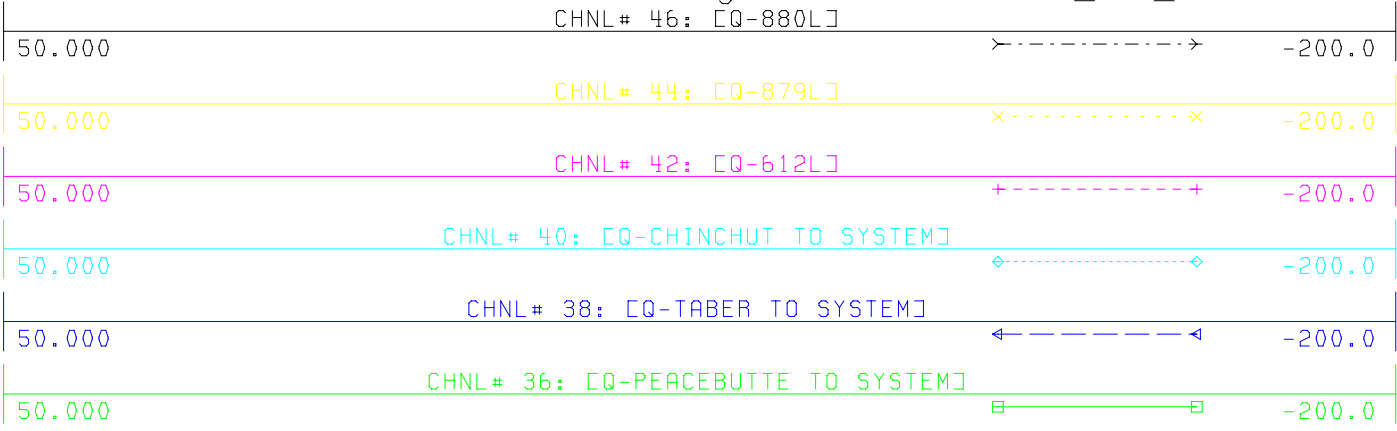 CHNL# 46: [Q-880L]
50.000 -200.0
CHNL# 44: [Q-879L]
50.000 -200.0
CHNL# 42: [Q-612L]
50.000 -200.0
CHNL# 40: [Q-CHINCHUT TO SYSTEM]
50.000 -200.0
CHNL# 38: [Q-TABER TO SYSTEM]
50.000 -200.0
CHNL# 36: [Q-PEACEBUTTE TO SYSTEM]
50.000 -200.0